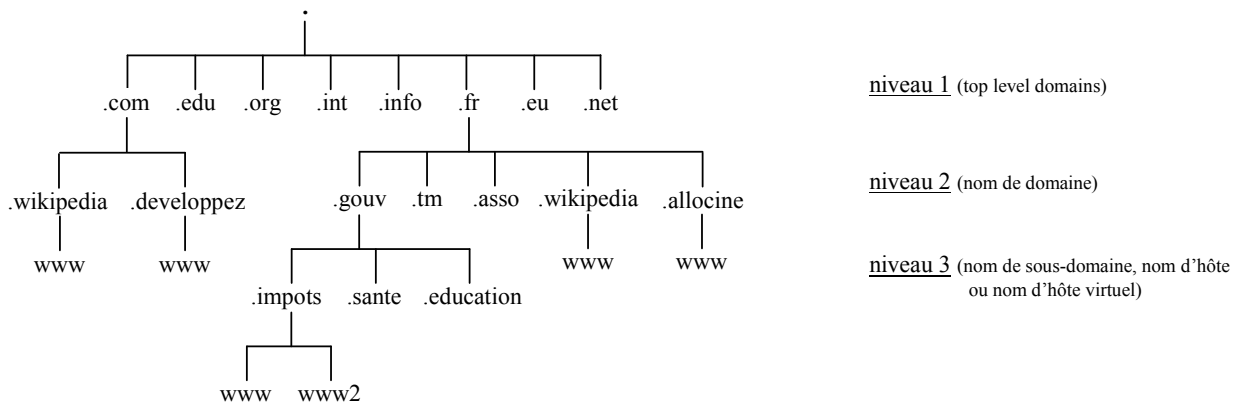 .
.com .edu .org .int .info .fr .eu .net
niveau 1 (top level domains)
.wikipedia .developpez .gouv .tm .asso .wikipedia .allocine
niveau 2 (nom de domaine)
www www www www
niveau 3 (nom de sous-domaine, nom d’hôte
ou nom d’hôte virtuel)
.impots .sante .education
www www2